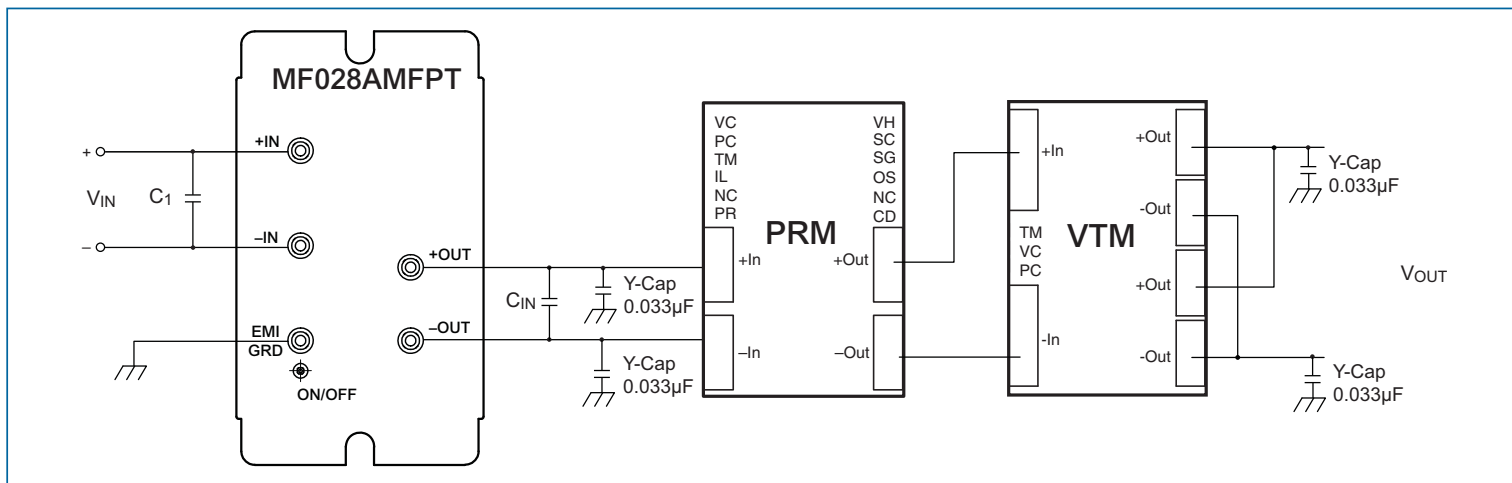 MF028AMFPT
+IN
+
VIN
C1
–
–IN
+OUT
–OUT
EMI
GRD
ON/OFF
CIN
Y-Cap
0.033µF
Y-Cap
0.033µF
VC
PC
TM
IL
NC
PR
VH
SC
SG
OS
NC
CD
PRM
+In
–In
+Out
–Out
+In
TM
VC
PC
-In
VTM
+Out
-Out
+Out
-Out
Y-Cap
0.033µF
VOUT
Y-Cap
0.033µF